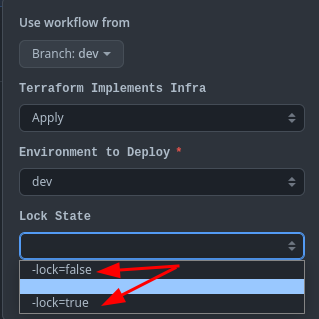 Use workflow from
Branch: dev
Terraform Implements Infra
Apply
Environment to Deploy *
dev
Lock State
-lock=false
-lock=true